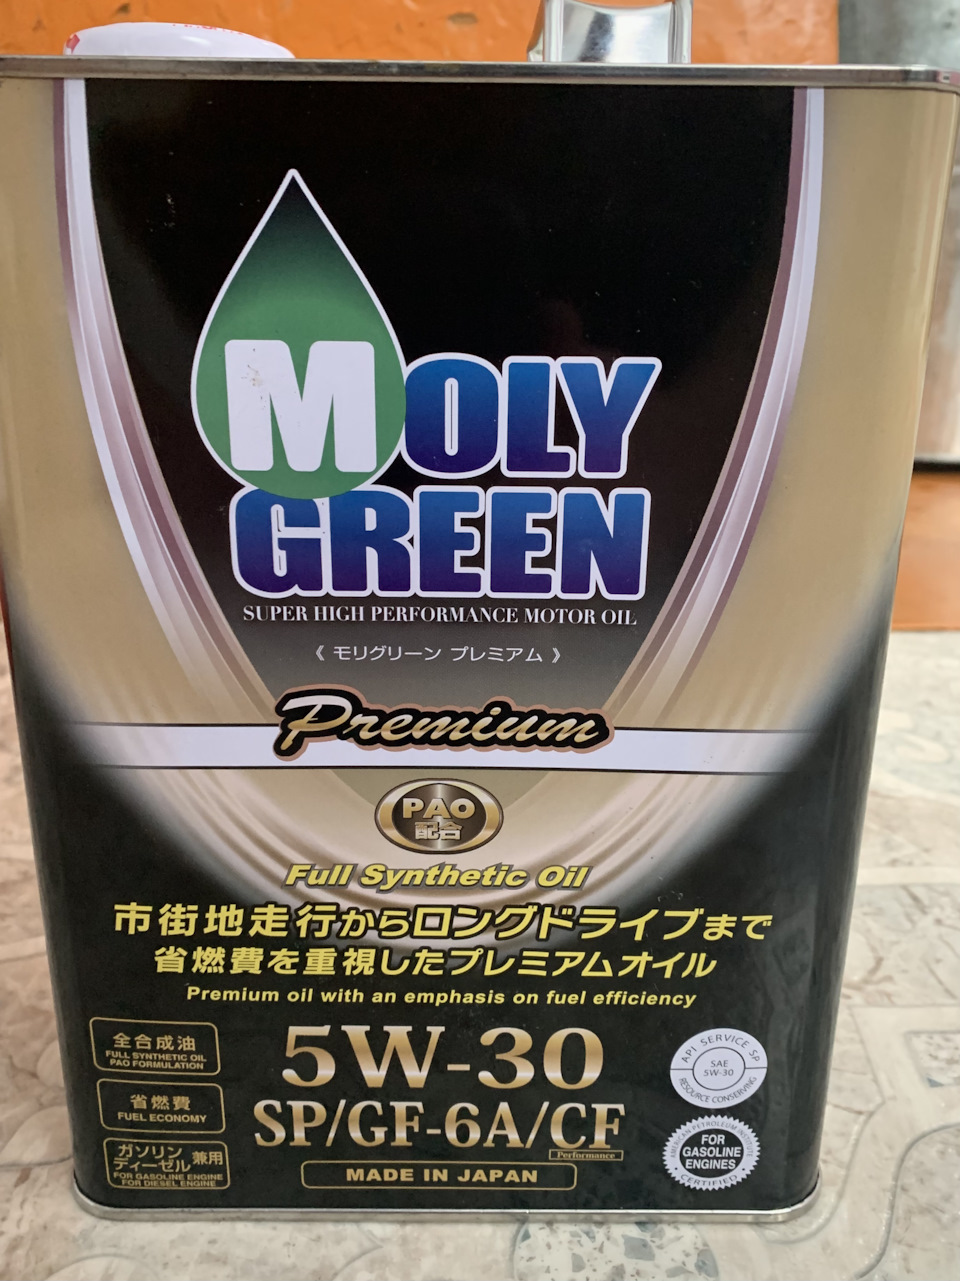 MOLY
GREEN
SUPER HIGH PERFORMANCE MOTOR OIL
《 モリグリーン プレミアム 》
Premium
PAO
配合
Full Synthetic Oil
市街地走行からロングドライブまで
省燃費を重視したプレミアムオイル
Premium oil with an emphasis on fuel efficiency
全合成油
FULL SYNTHETIC OIL
PAO FORMULATION
省燃費
FUEL ECONOMY
ガソリン
ディーゼル 兼用
FOR GASOLINE ENGINE
FOR DIESEL ENGINE
5W-30
SP/GF-6A/CF
Performance
MADE IN JAPAN
API SERVICE SP
SAE
5W-30
RESOURCE CONSERVING
AMERICAN PETROLEUM INSTITUTE
FOR
GASOLINE
ENGINES
CERTIFIED